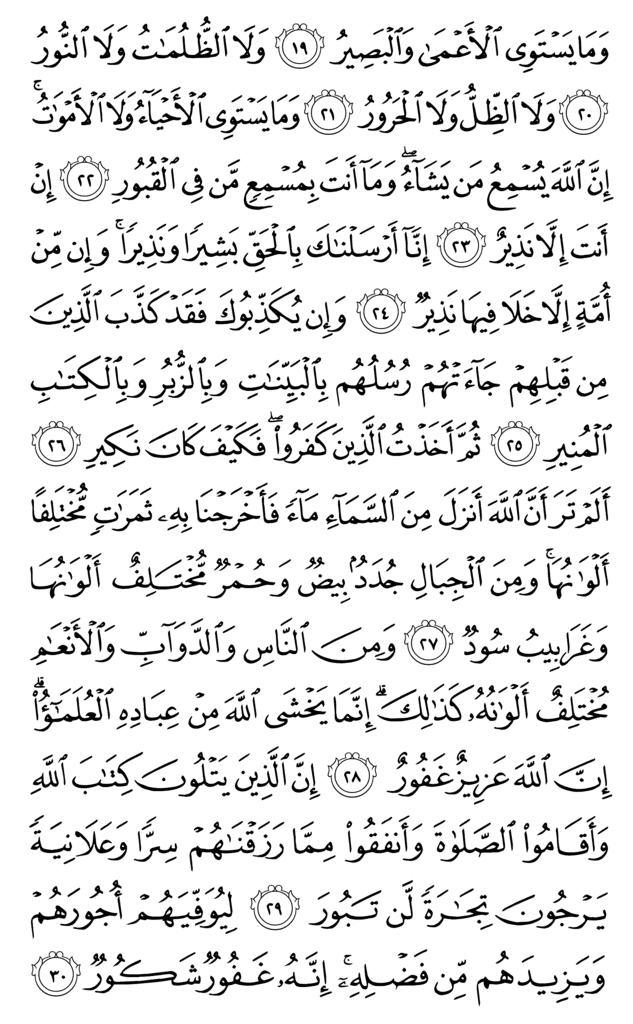 وَمَا يَسْتَوِى ٱلْأَعْمَىٰ وَٱلْبَصِيرُ ١٩ وَلَا ٱلظُّلُمَٰتُ وَلَا ٱلنُّورُ
٢٠ وَلَا ٱلظِّلُّ وَلَا ٱلْحَرُورُ ٢١ وَمَا يَسْتَوِى ٱلْأَحْيَآءُ وَلَا ٱلْأَمْوَٰتُ ۚ
إِنَّ ٱللَّهَ يُسْمِعُ مَن يَشَآءُ ۖ وَمَآ أَنتَ بِمُسْمِعٍ مَّن فِى ٱلْقُبُورِ ٢٢ إِنْ
أَنتَ إِلَّا نَذِيرٌ ٢٣ إِنَّآ أَرْسَلْنَٰكَ بِٱلْحَقِّ بَشِيرًا وَنَذِيرًا ۚ وَإِن مِّنْ
أُمَّةٍ إِلَّا خَلَا فِيهَا نَذِيرٌ ٢٤ وَإِن يُكَذِّبُوكَ فَقَدْ كَذَّبَ ٱلَّذِينَ
مِن قَبْلِهِمْ جَآءَتْهُمْ رُسُلُهُم بِٱلْبَيِّنَٰتِ وَبِٱلزُّبُرِ وَبِٱلْكِتَٰبِ
ٱلْمُنِيرِ ٢٥ ثُمَّ أَخَذْتُ ٱلَّذِينَ كَفَرُوا۟ ۖ فَكَيْفَ كَانَ نَكِيرِ ٢٦
أَلَمْ تَرَ أَنَّ ٱللَّهَ أَنزَلَ مِنَ ٱلسَّمَآءِ مَآءً فَأَخْرَجْنَا بِهِۦ ثَمَرَٰتٍ مُّخْتَلِفًا
أَلْوَٰنُهَا ۚ وَمِنَ ٱلْجِبَالِ جُدَدٌۢ بِيضٌ وَحُمْرٌ مُّخْتَلِفٌ أَلْوَٰنُهَا
وَغَرَابِيبُ سُودٌ ٢٧ وَمِنَ ٱلنَّاسِ وَٱلدَّوَآبِّ وَٱلْأَنْعَٰمِ
مُخْتَلِفٌ أَلْوَٰنُهُۥ كَذَٰلِكَ ۗ إِنَّمَا يَخْشَى ٱللَّهَ مِنْ عِبَادِهِ ٱلْعُلَمَٰٓؤُا۟ ۗ
إِنَّ ٱللَّهَ عَزِيزٌ غَفُورٌ ٢٨ إِنَّ ٱلَّذِينَ يَتْلُونَ كِتَٰبَ ٱللَّهِ
وَأَقَامُوا۟ ٱلصَّلَوٰةَ وَأَنفَقُوا۟ مِمَّا رَزَقْنَٰهُمْ سِرًّا وَعَلَانِيَةً
يَرْجُونَ تِجَٰرَةً لَّن تَبُورَ ٢٩ لِيُوَفِّيَهُمْ أُجُورَهُمْ
وَيَزِيدَهُم مِّن فَضْلِهِۦٓ ۚ إِنَّهُۥ غَفُورٌ شَكُورٌ ٣٠